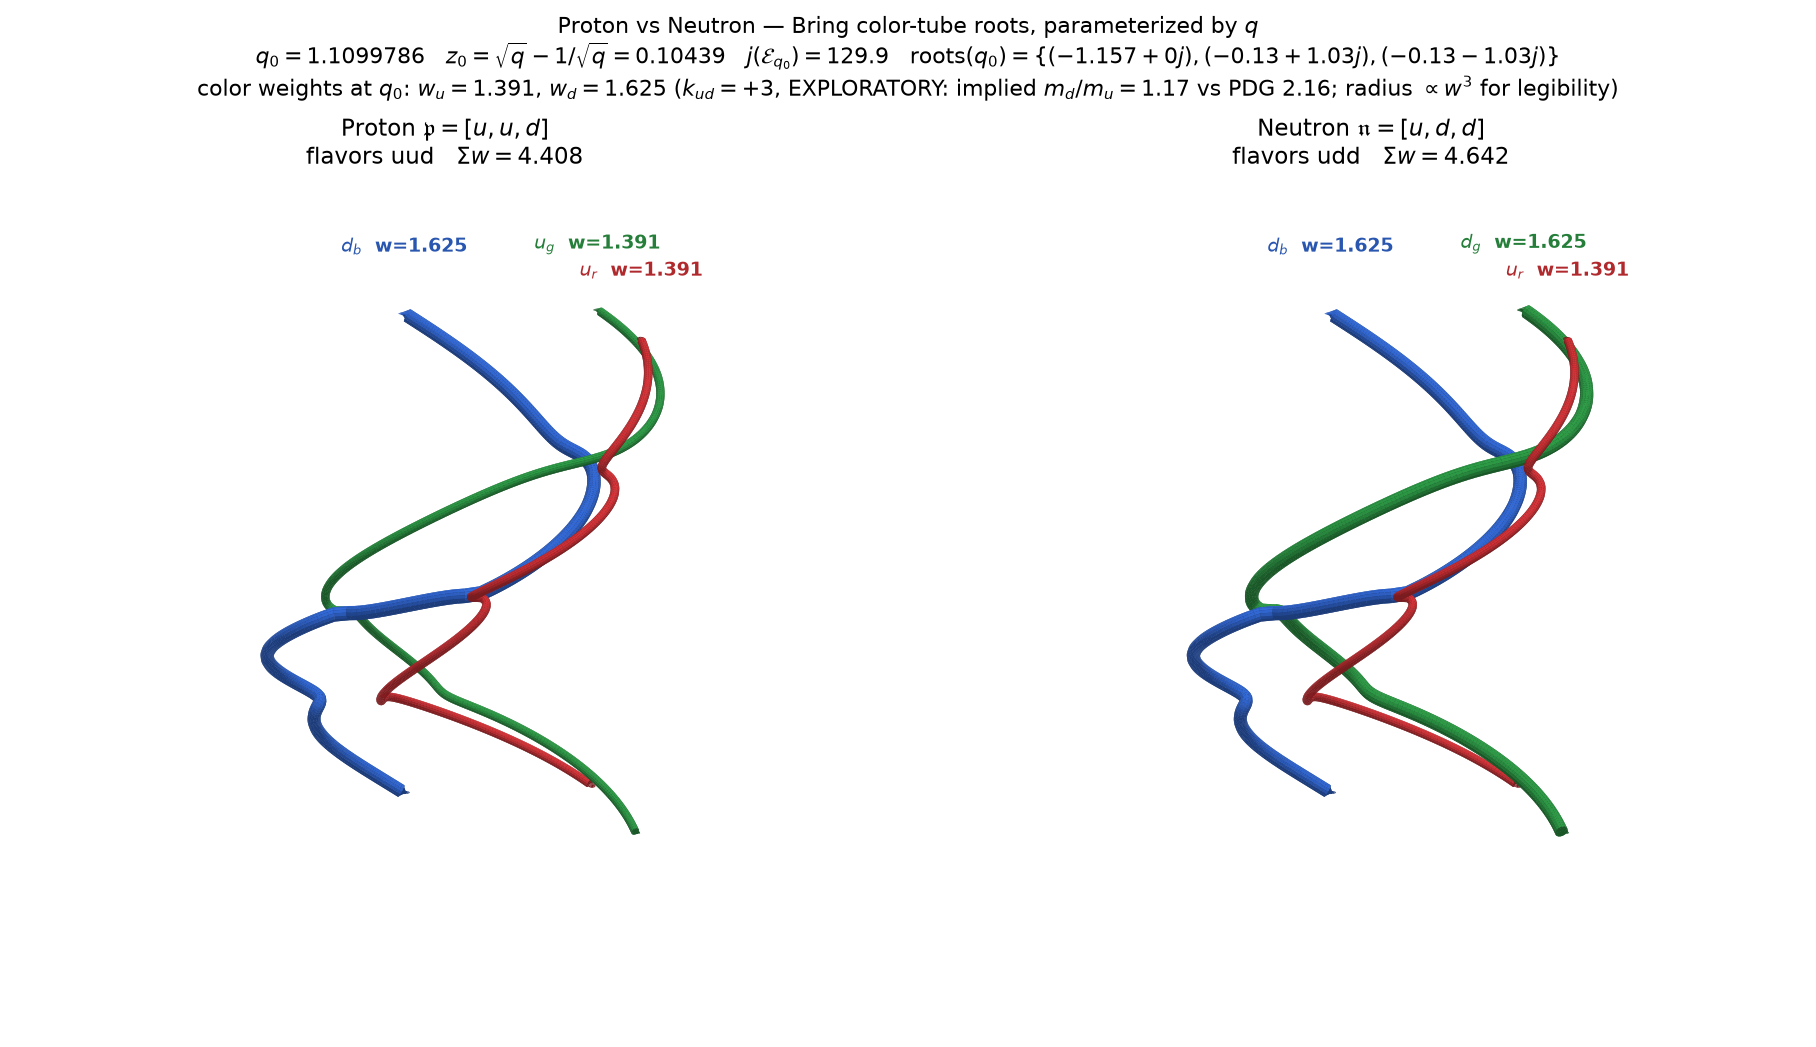 Proton vs Neutron — Bring color-tube roots, parameterized by q
q₀ = 1.1099786   z₀ = √q − 1/√q = 0.10439   j(ℰ_q₀) = 129.9   roots(q₀) = {(−1.157 + 0j), (−0.13 + 1.03j), (−0.13 − 1.03j)}
color weights at q₀: w_u = 1.391, w_d = 1.625 (k_ud = +3, EXPLORATORY: implied m_d/m_u = 1.17 vs PDG 2.16; radius ∝ w³ for legibility)
Proton 𝔭 = [u, u, d]
flavors uud   Σw = 4.408
d_b w=1.625
u_g w=1.391
u_r w=1.391
Neutron 𝔫 = [u, d, d]
flavors udd   Σw = 4.642
d_b w=1.625
d_g w=1.625
u_r w=1.391